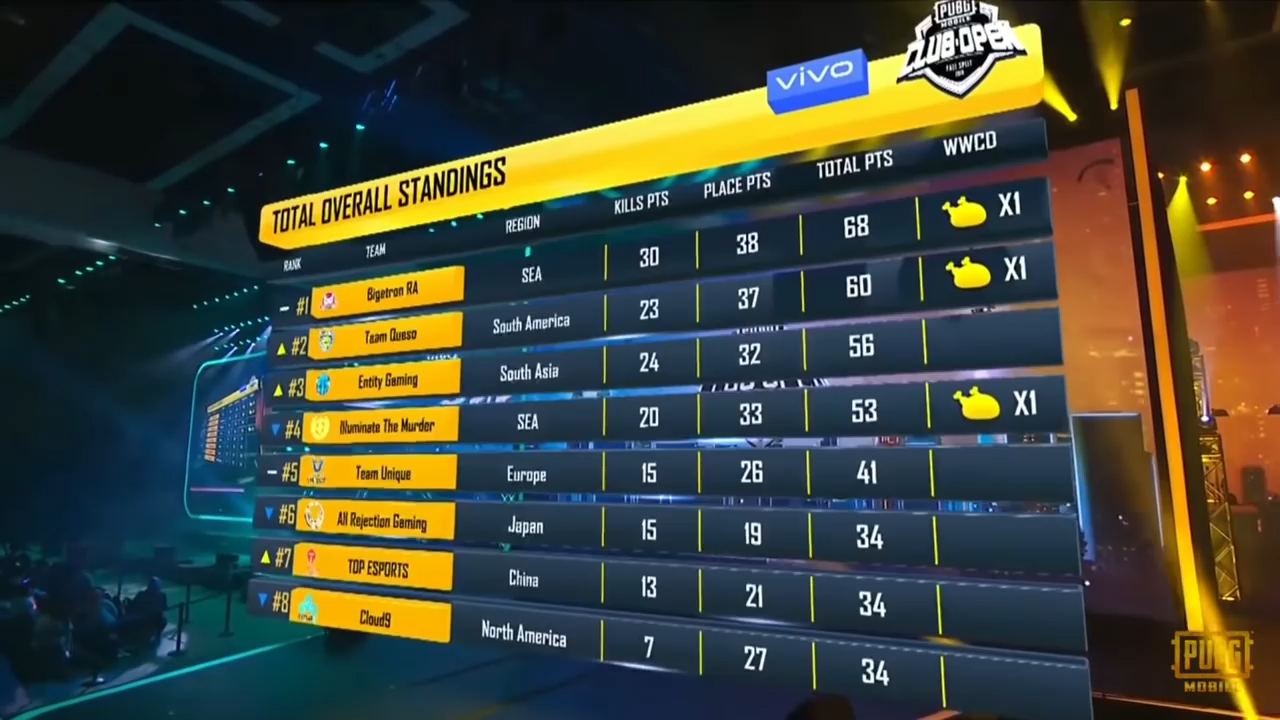 PUBG
MOBILE
CLUB OPEN
FALL SPLIT
2019
vivo
TOTAL OVERALL STANDINGS
RANK TEAM REGION KILLS PTS PLACE PTS TOTAL PTS WWCD
#1 Bigetron RA SEA 30 38 68 X1
#2 Team Queso South America 23 37 60 X1
#3 Entity Gaming South Asia 24 32 56
#4 Illuminate The Murder SEA 20 33 53 X1
#5 Team Unique Europe 15 26 41
#6 All Rejection Gaming Japan 15 19 34
#7 TOP ESPORTS China 13 21 34
#8 Cloud9 North America 7 27 34
PUBG
MOBILE